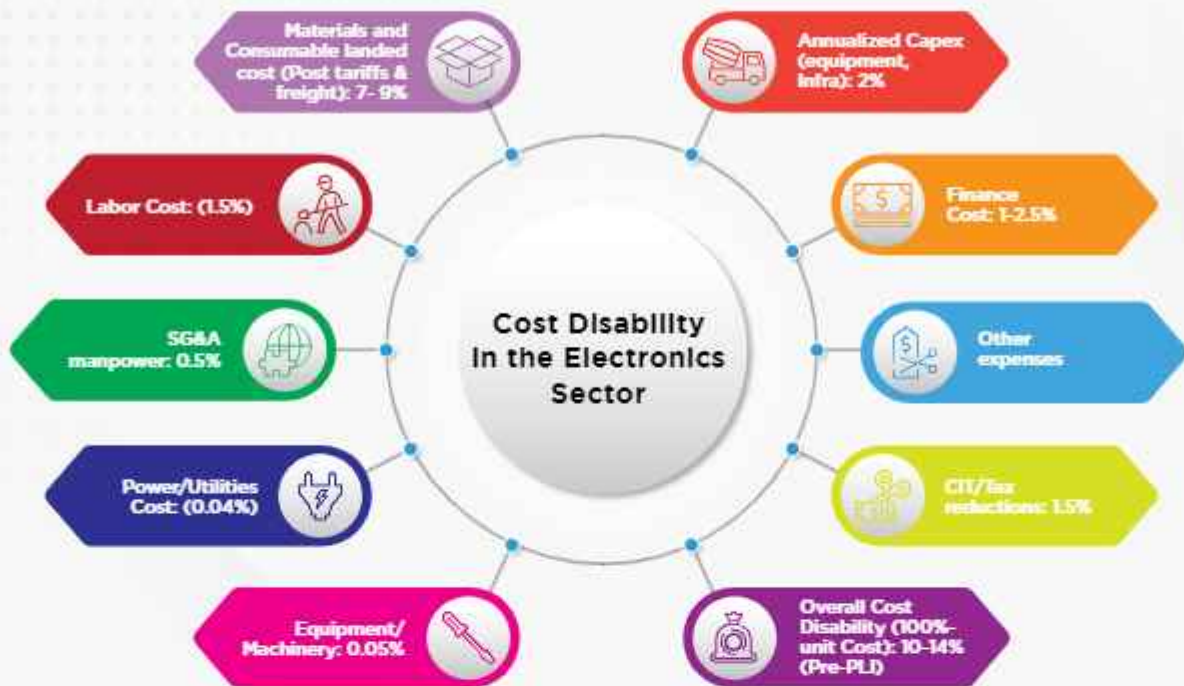 Materials and
Consumable landed
cost (Post tariffs &
freight): 7- 9%
Annualized Capex
(equipment,
Infra): 2%
Labor Cost: (1.5%)
Finance
Cost: 1-2.5%
Cost Disability
in the Electronics
Sector
SG&A
manpower: 0.5%
Other
expenses
Power/Utilities
Cost: (0.04%)
CIT/Tax
reductions: 1.5%
Equipment/
Machinery: 0.05%
Overall Cost
Disability (100%-
unit Cost): 10-14%
(Pre-PLI)